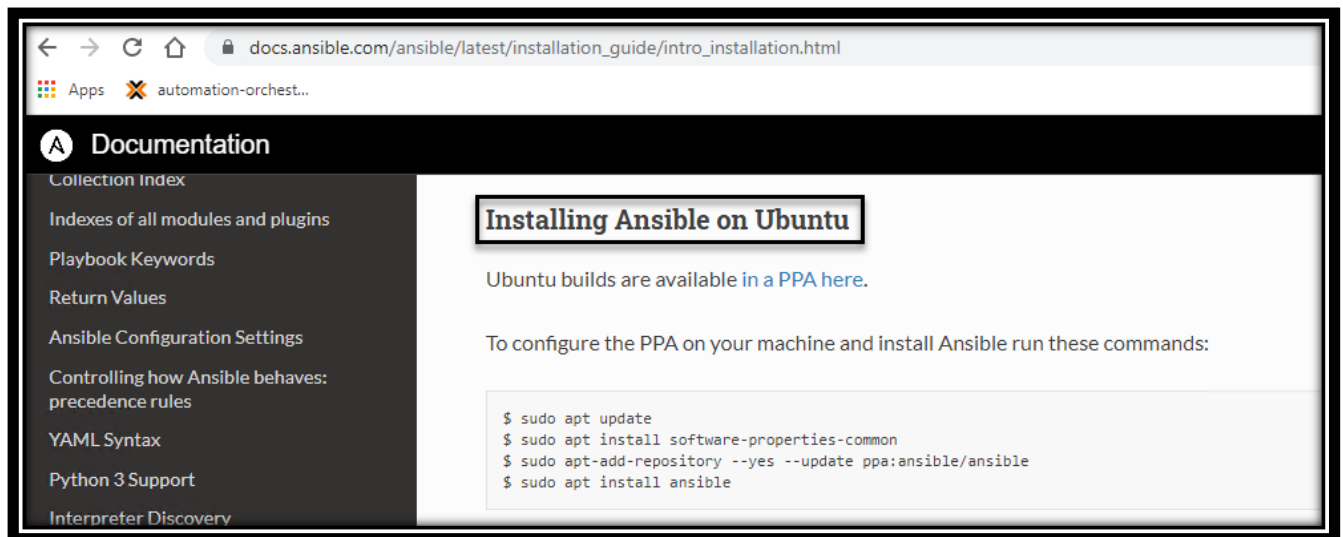 docs.ansible.com/ansible/latest/installation_guide/intro_installation.html
Apps automation-orchest...
Documentation
Collection Index
Indexes of all modules and plugins
Playbook Keywords
Return Values
Ansible Configuration Settings
Controlling how Ansible behaves:
precedence rules
YAML Syntax
Python 3 Support
Interpreter Discovery
Installing Ansible on Ubuntu
Ubuntu builds are available in a PPA here.
To configure the PPA on your machine and install Ansible run these commands:
$ sudo apt update
$ sudo apt install software-properties-common
$ sudo apt-add-repository --yes --update ppa:ansible/ansible
$ sudo apt install ansible